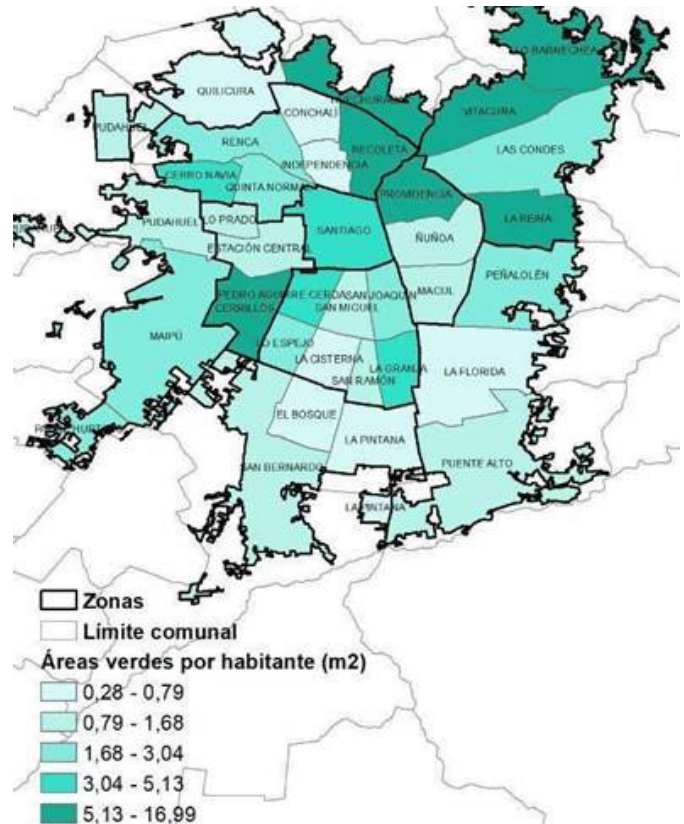 LO BARNECHEA
QUILICURA
HUECHURABA
CONCHALÍ
VITACURA
PUDAHUEL
RENCA
RECOLETA
LAS CONDES
INDEPENDENCIA
CERRO NAVIA
QUINTA NORMAL
PROVIDENCIA
PUDAHUEL
LO PRADO
SANTIAGO
LA REINA
ÑUÑOA
ESTACIÓN CENTRAL
PEÑALOLÉN
MACUL
PEDRO AGUIRRE CERDA
SAN JOAQUÍN
CERRILLOS
SAN MIGUEL
MAIPÚ
LO ESPEJO
LA CISTERNA
LA GRANJA
LA FLORIDA
SAN RAMÓN
EL BOSQUE
LA PINTANA
SAN BERNARDO
PUENTE ALTO
LA PINTANA
Zonas
Límite comunal
Áreas verdes por habitante (m2)
0,28 - 0,79
0,79 - 1,68
1,68 - 3,04
3,04 - 5,13
5,13 - 16,99